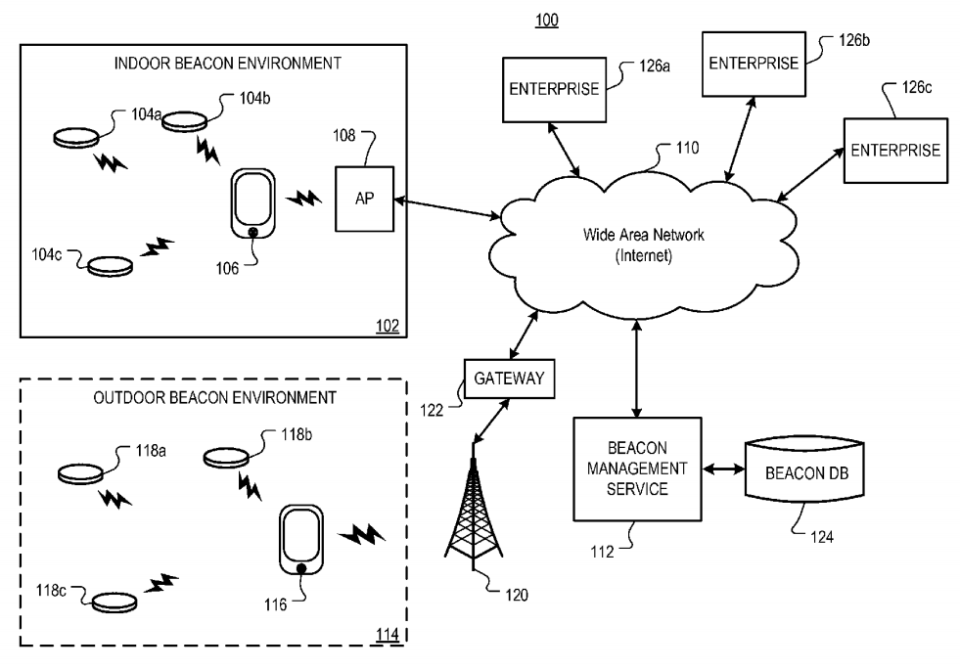 100
INDOOR BEACON ENVIRONMENT
104a
104b
108
AP
104c
106
102
ENTERPRISE
126a
ENTERPRISE
126b
ENTERPRISE
126c
110
Wide Area Network
(Internet)
GATEWAY
122
OUTDOOR BEACON ENVIRONMENT
118a
118b
118c
116
114
120
BEACON
MANAGEMENT
SERVICE
112
BEACON DB
124